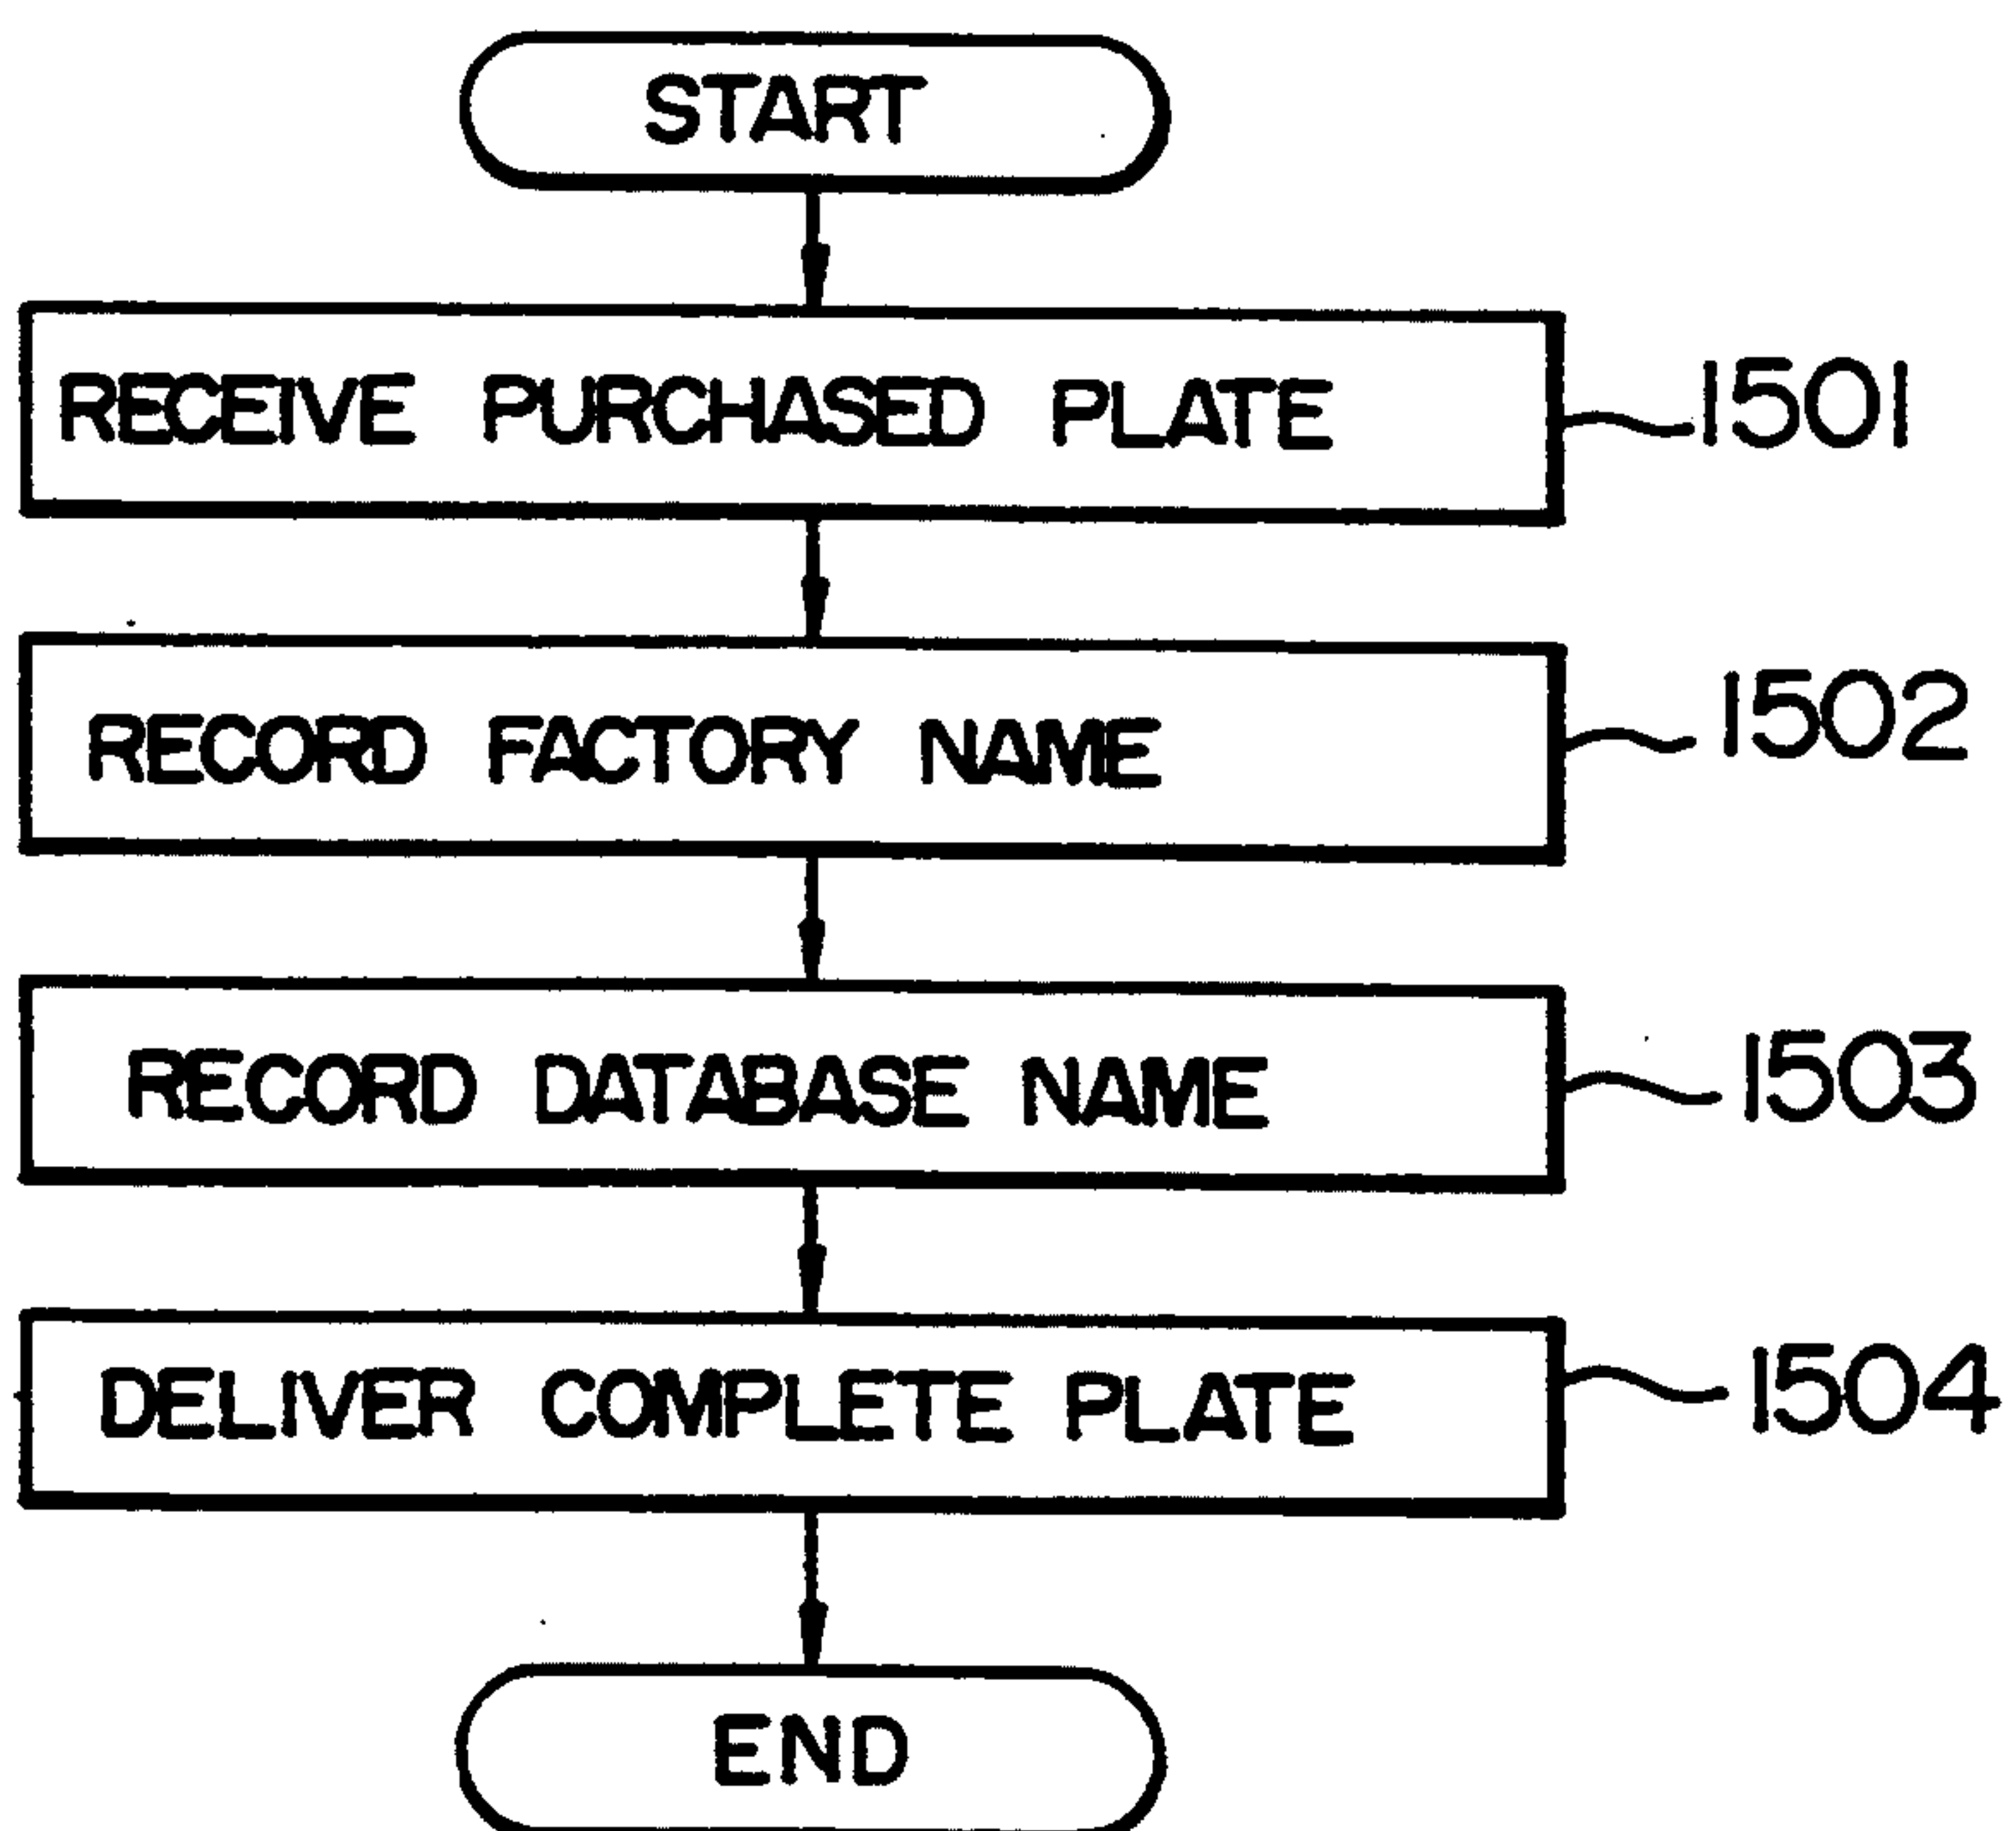 START
RECEIVE PURCHASED PLATE 1501
RECORD FACTORY NAME 1502
RECORD DATABASE NAME 1503
DELIVER COMPLETE PLATE 1504
END